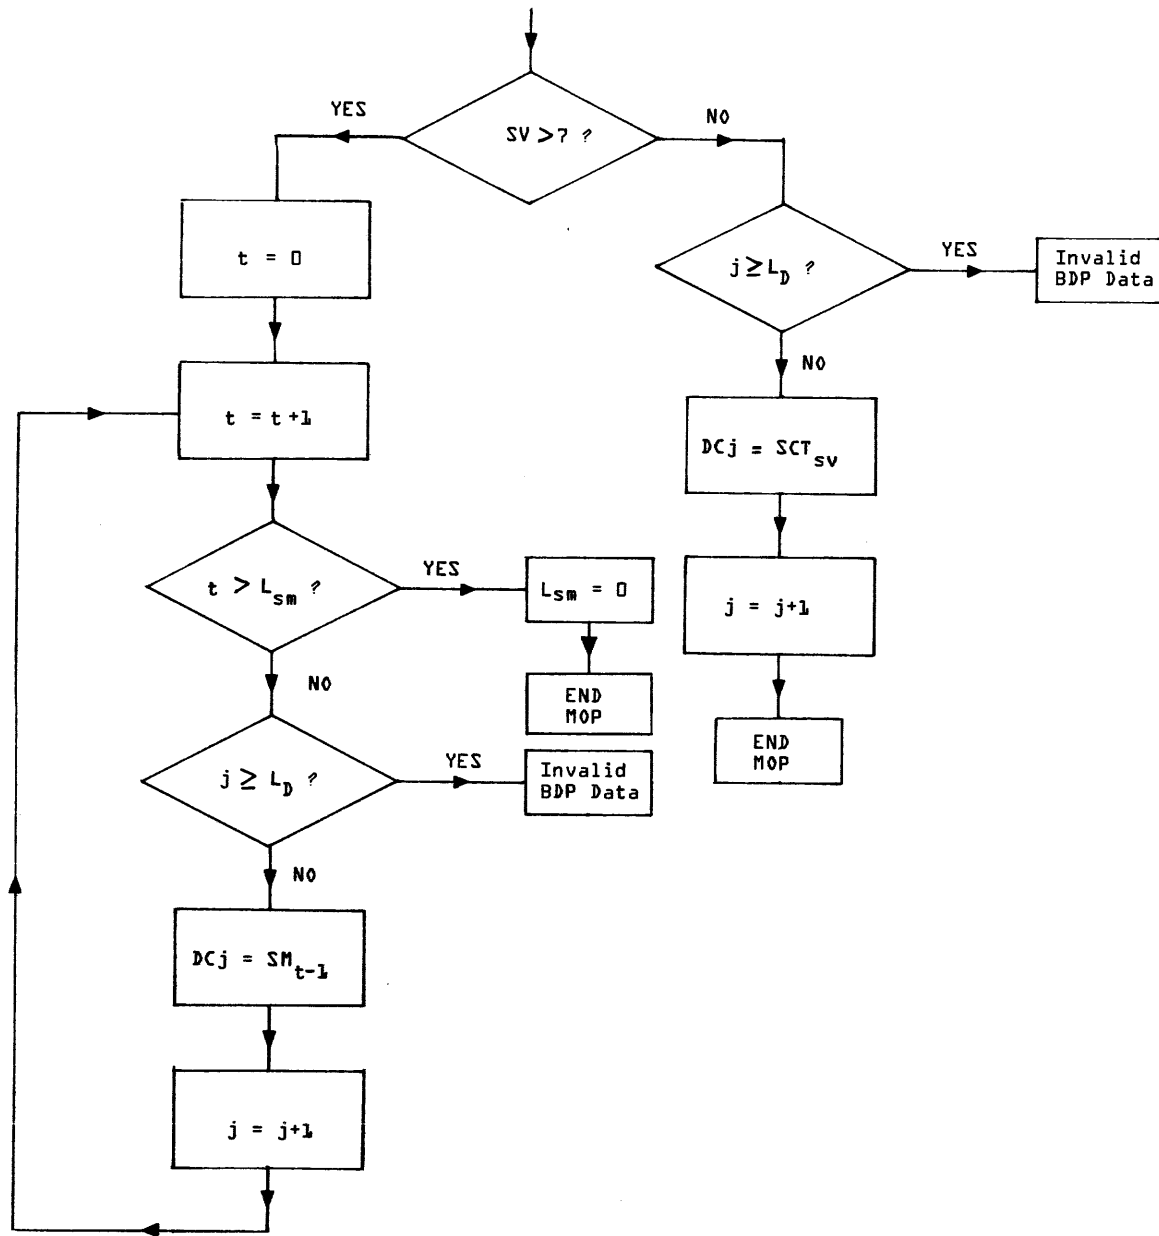 SV > 7 ?
YES
NO
t = 0
j ≥ L_D ?
YES
Invalid
BDP Data
NO
t = t+1
DCj = SCT_sv
t > L_sm ?
YES
L_sm = 0
j = j+1
NO
END
MOP
END
MOP
j ≥ L_D ?
YES
Invalid
BDP Data
NO
DCj = SM_t-1
j = j+1